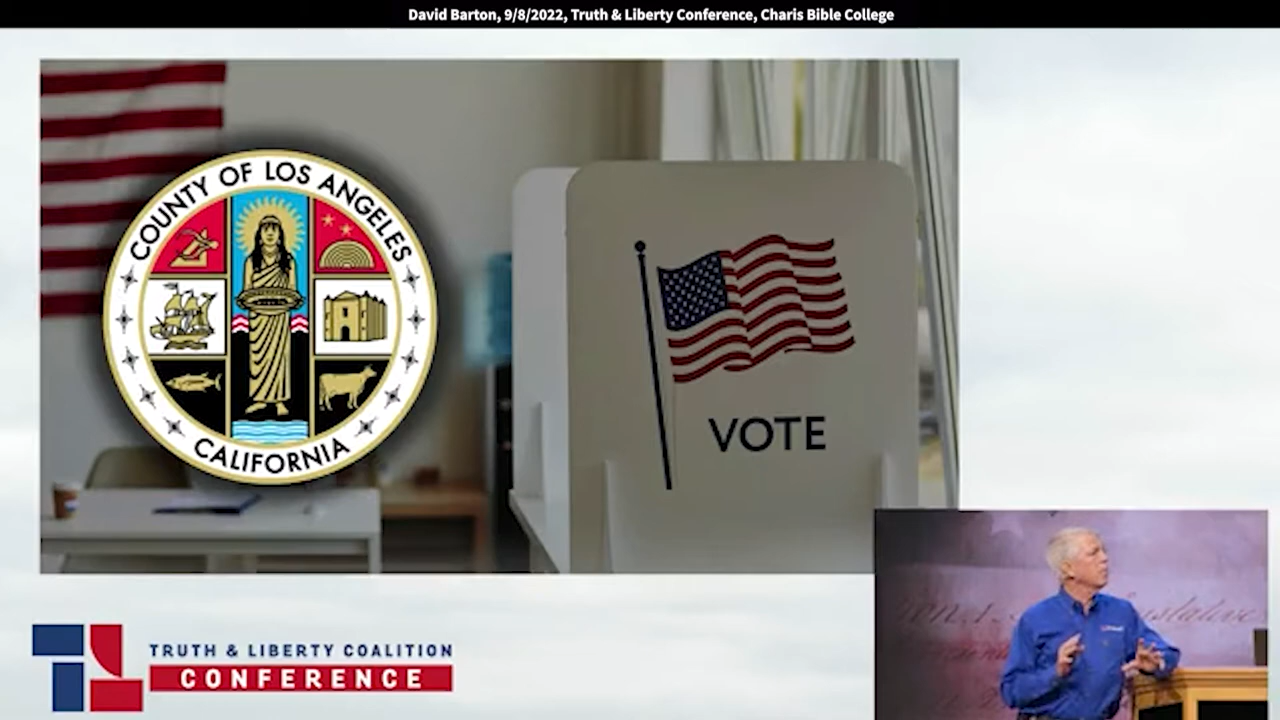 David Barton, 9/8/2022, Truth & Liberty Conference, Charis Bible College
COUNTY OF LOS ANGELES
CALIFORNIA
VOTE
TRUTH & LIBERTY COALITION
CONFERENCE